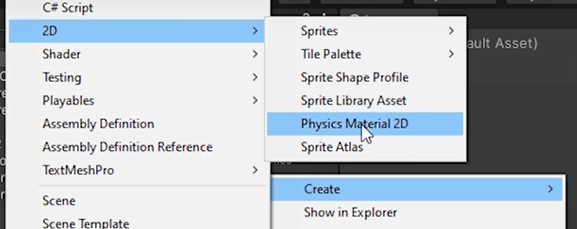 C# Script
2D
Shader
Testing
Playables
Assembly Definition
Assembly Definition Reference
TextMeshPro
Scene
Scene Template
Sprites
Tile Palette
Sprite Shape Profile
Sprite Library Asset
Physics Material 2D
Sprite Atlas
Create
Show in Explorer
ault Asset)